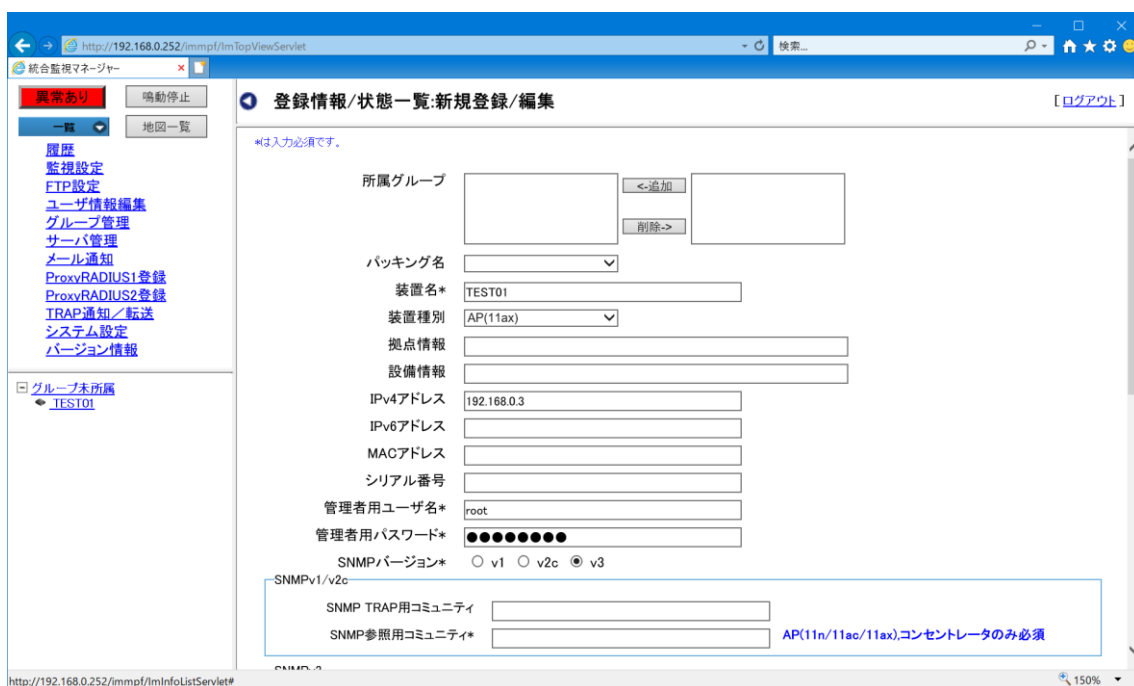 http://192.168.0.252/immpf/ImTopViewServlet
検索...
統合監視マネージャー
異常あり
鳴動停止
一覧
地図一覧
履歴
監視設定
FTP設定
ユーザ情報編集
グループ管理
サーバ管理
メール通知
ProxyRADIUS1登録
ProxyRADIUS2登録
TRAP通知／転送
システム設定
バージョン情報
グループ未所属
TEST01
登録情報/状態一覧:新規登録/編集
[ログアウト]
*は入力必須です。
所属グループ
<-追加
削除->
パッキング名
装置名* TEST01
装置種別 AP(11ax)
拠点情報
設備情報
IPv4アドレス 192.168.0.3
IPv6アドレス
MACアドレス
シリアル番号
管理者用ユーザ名* root
管理者用パスワード* ●●●●●●●●
SNMPバージョン* v1 v2c v3
SNMPv1/v2c
SNMP TRAP用コミュニティ
SNMP参照用コミュニティ* AP(11n/11ac/11ax),コンセントレータのみ必須
SNMPv3
http://192.168.0.252/immpf/ImInfoListServlet#
150%